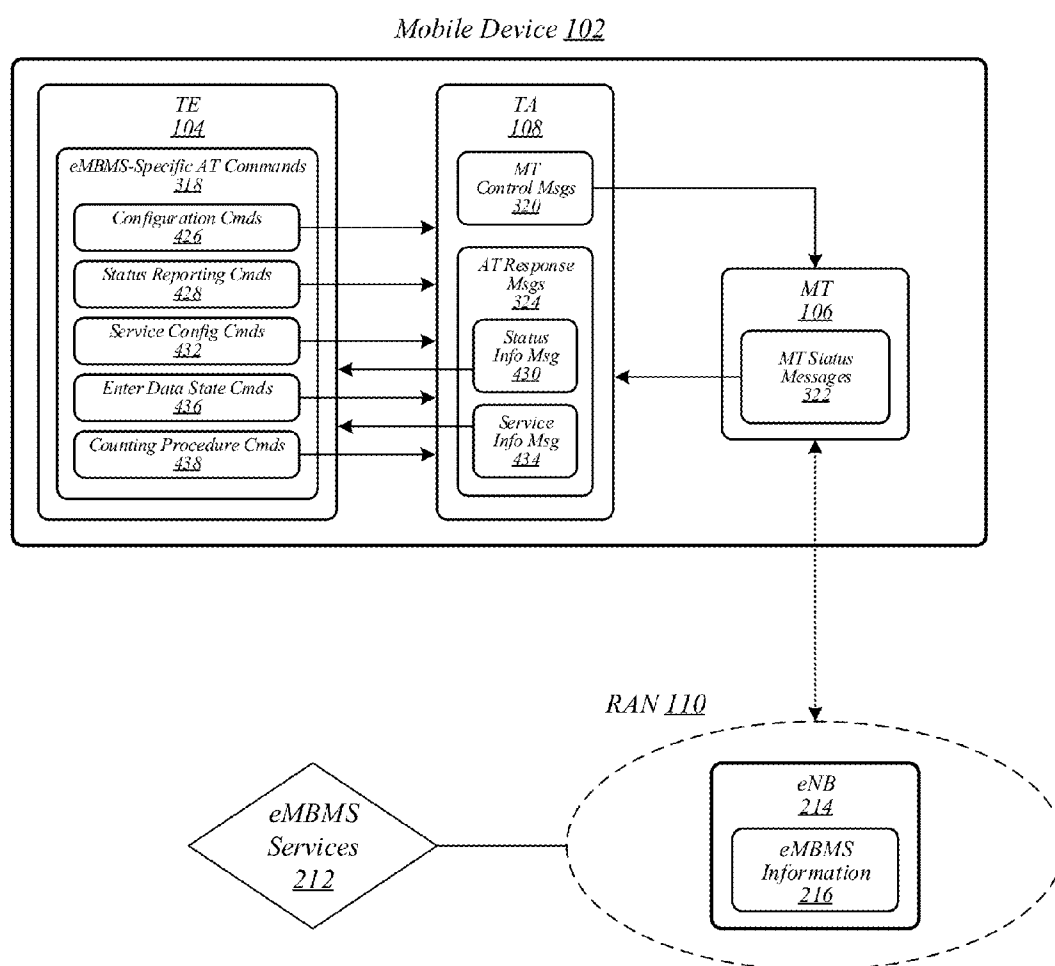 Mobile Device 102
TE
104
eMBMS-Specific AT Commands
318
Configuration Cmds
426
Status Reporting Cmds
428
Service Config Cmds
432
Enter Data State Cmds
436
Counting Procedure Cmds
438
TA
108
MT
Control Msgs
320
AT Response
Msgs
324
Status
Info Msg
430
Service
Info Msg
434
MT
106
MT Status
Messages
322
RAN 110
eNB
214
eMBMS
Information
216
eMBMS
Services
212